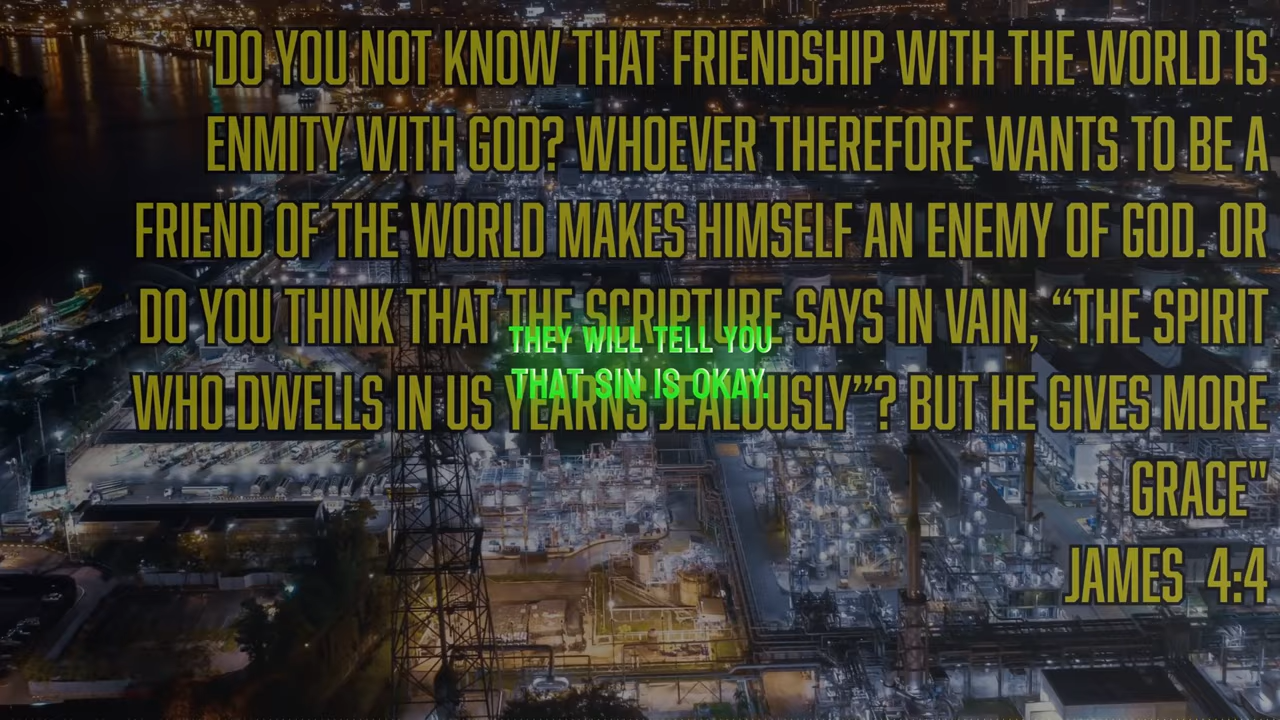 "DO YOU NOT KNOW THAT FRIENDSHIP WITH THE WORLD IS
ENMITY WITH GOD? WHOEVER THEREFORE WANTS TO BE A
FRIEND OF THE WORLD MAKES HIMSELF AN ENEMY OF GOD. OR
DO YOU THINK THAT THE SCRIPTURE SAYS IN VAIN, “THE SPIRIT
WHO DWELLS IN US YEARNS JEALOUSLY”? BUT HE GIVES MORE
GRACE"
JAMES 4:4
THEY WILL TELL YOU
THAT SIN IS OKAY.